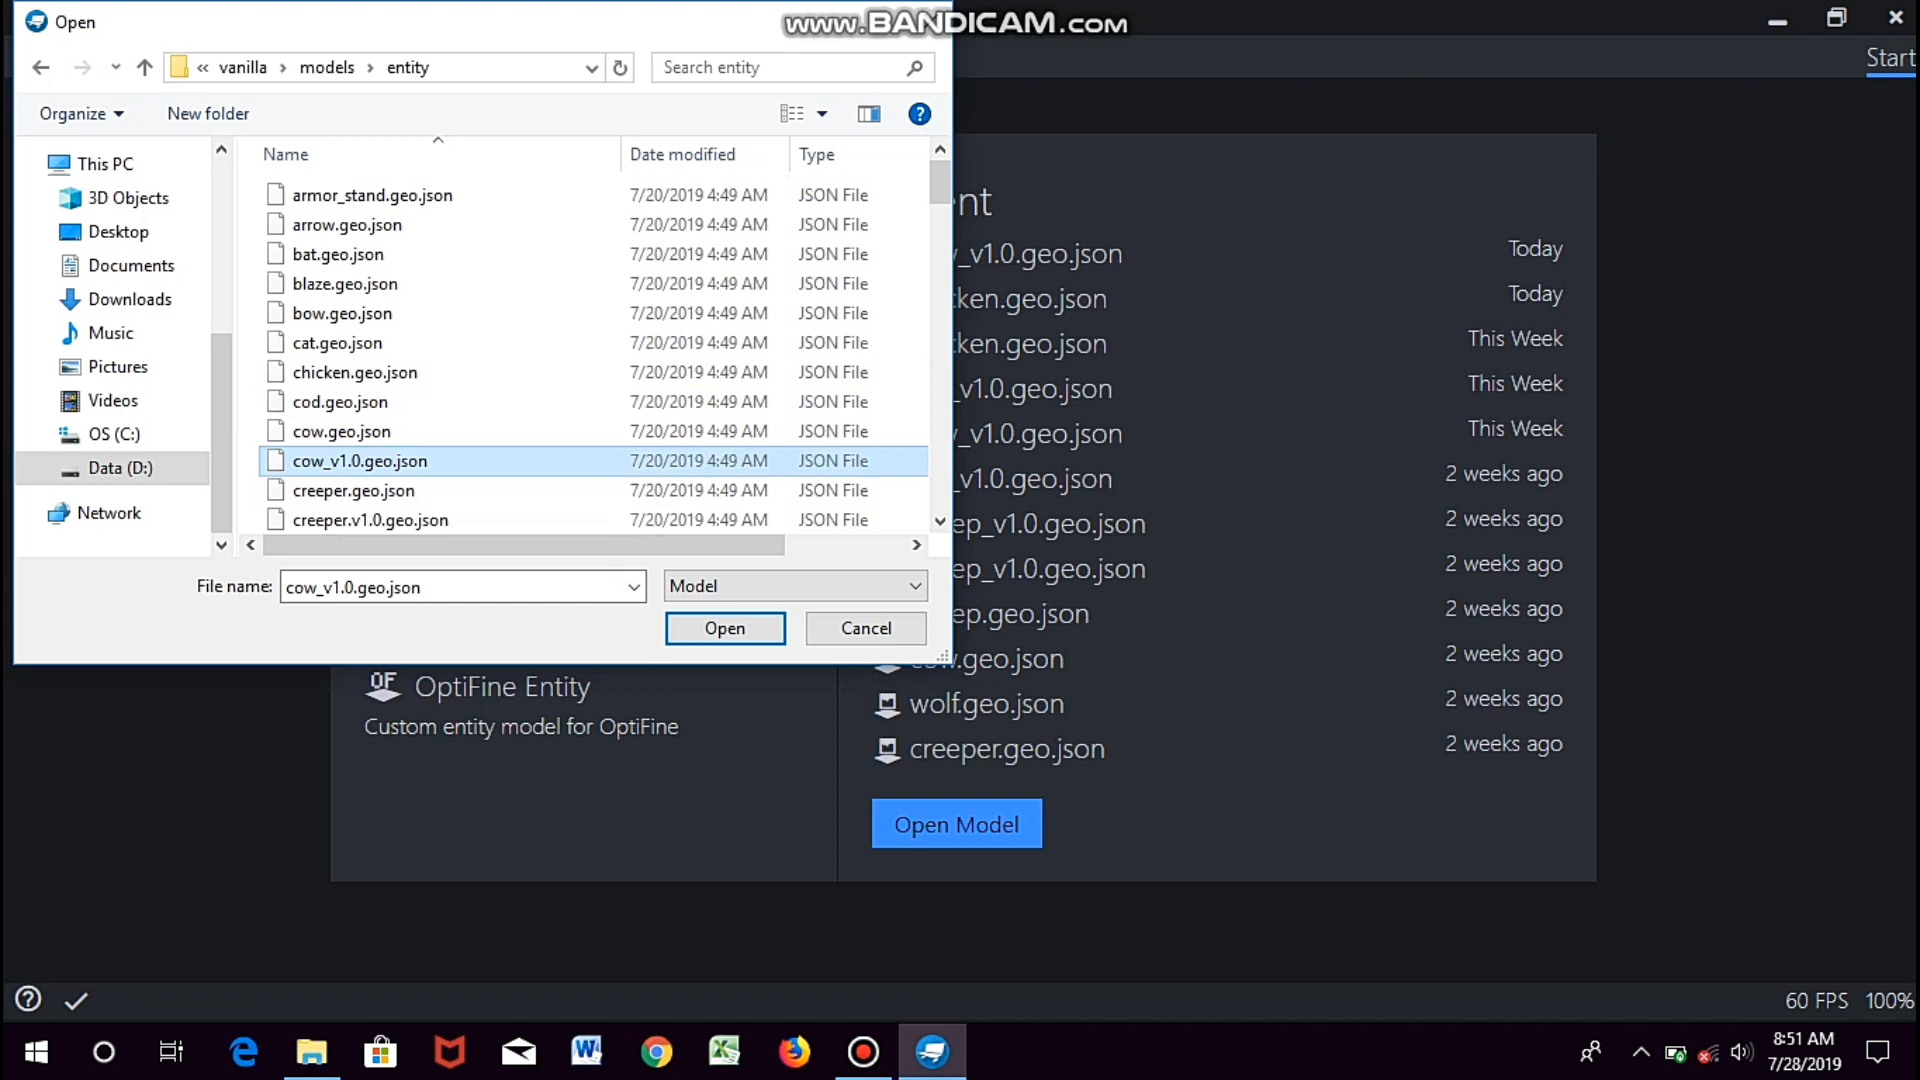 Open
www.BANDICAM.com
Start
« vanilla › models › entity
Search entity
Organize
New folder
Name Date modified Type
This PC
3D Objects
Desktop
Documents
Downloads
Music
Pictures
Videos
OS (C:)
Data (D:)
Network
armor_stand.geo.json 7/20/2019 4:49 AM JSON File
arrow.geo.json 7/20/2019 4:49 AM JSON File
bat.geo.json 7/20/2019 4:49 AM JSON File
blaze.geo.json 7/20/2019 4:49 AM JSON File
bow.geo.json 7/20/2019 4:49 AM JSON File
cat.geo.json 7/20/2019 4:49 AM JSON File
chicken.geo.json 7/20/2019 4:49 AM JSON File
cod.geo.json 7/20/2019 4:49 AM JSON File
cow.geo.json 7/20/2019 4:49 AM JSON File
cow_v1.0.geo.json 7/20/2019 4:49 AM JSON File
creeper.geo.json 7/20/2019 4:49 AM JSON File
creeper.v1.0.geo.json 7/20/2019 4:49 AM JSON File
File name: cow_v1.0.geo.json Model
Open Cancel
nt
_v1.0.geo.json Today
cken.geo.json Today
cken.geo.json This Week
_v1.0.geo.json This Week
_v1.0.geo.json This Week
_v1.0.geo.json 2 weeks ago
ep_v1.0.geo.json 2 weeks ago
ep_v1.0.geo.json 2 weeks ago
ep.geo.json 2 weeks ago
cow.geo.json 2 weeks ago
wolf.geo.json 2 weeks ago
creeper.geo.json 2 weeks ago
Open Model
OF OptiFine Entity
Custom entity model for OptiFine
60 FPS 100%
8:51 AM
7/28/2019